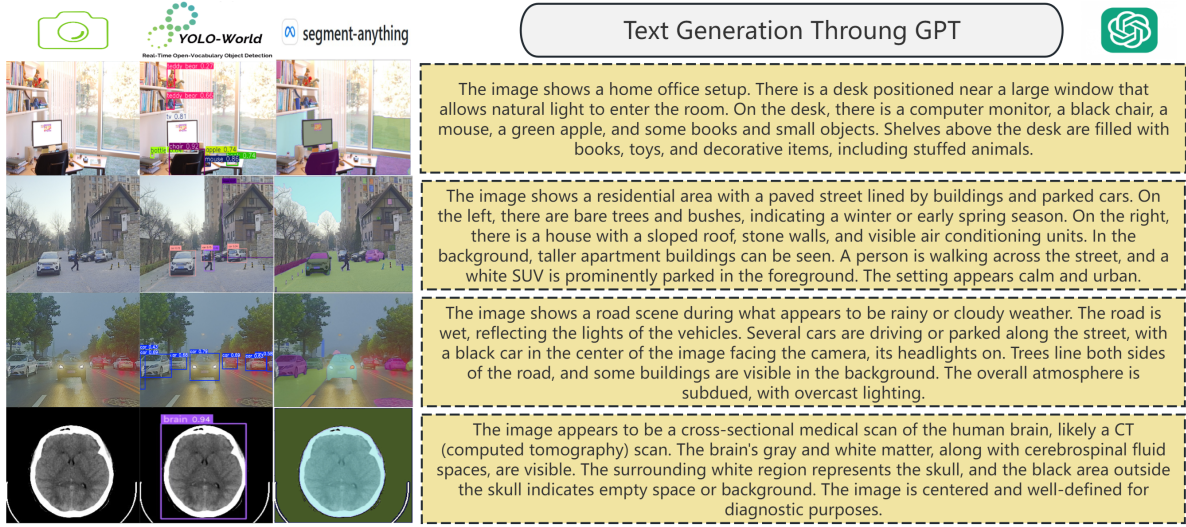 YOLO-World
Real-Time Open-Vocabulary Object Detection
segment-anything
Text Generation Throung GPT
The image shows a home office setup. There is a desk positioned near a large window that
allows natural light to enter the room. On the desk, there is a computer monitor, a black chair, a
mouse, a green apple, and some books and small objects. Shelves above the desk are filled with
books, toys, and decorative items, including stuffed animals.
teddy bear
teddy bear
tv 0.81
chair
apple 0.74
mouse
The image shows a residential area with a paved street lined by buildings and parked cars. On
the left, there are bare trees and bushes, indicating a winter or early spring season. On the right,
there is a house with a sloped roof, stone walls, and visible air conditioning units. In the
background, taller apartment buildings can be seen. A person is walking across the street, and a
white SUV is prominently parked in the foreground. The setting appears calm and urban.
The image shows a road scene during what appears to be rainy or cloudy weather. The road is
wet, reflecting the lights of the vehicles. Several cars are driving or parked along the street, with
a black car in the center of the image facing the camera, its headlights on. Trees line both sides
of the road, and some buildings are visible in the background. The overall atmosphere is
subdued, with overcast lighting.
brain 0.94
The image appears to be a cross-sectional medical scan of the human brain, likely a CT
(computed tomography) scan. The brain's gray and white matter, along with cerebrospinal fluid
spaces, are visible. The surrounding white region represents the skull, and the black area outside
the skull indicates empty space or background. The image is centered and well-defined for
diagnostic purposes.